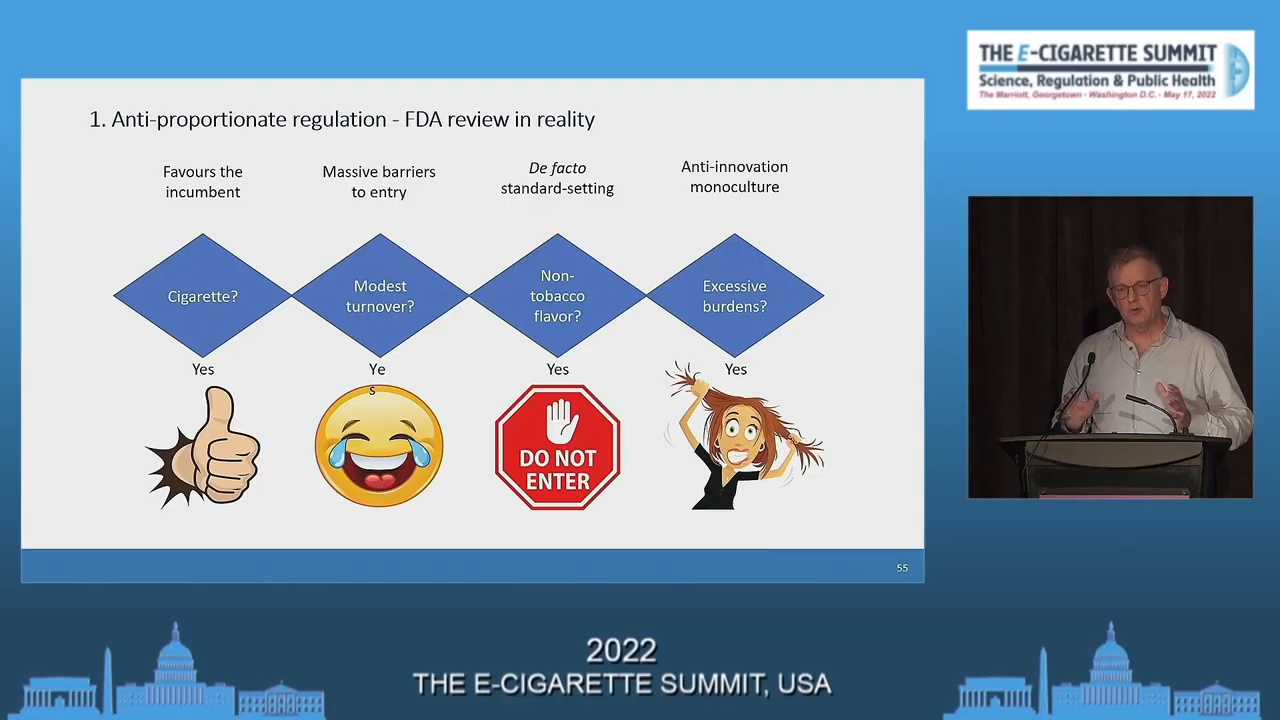 THE E-CIGARETTE SUMMIT
Science, Regulation & Public Health
The Marriott, Georgetown - Washington D.C. - May 17, 2022
1. Anti-proportionate regulation - FDA review in reality
Favours the
incumbent
Massive barriers
to entry
De facto
standard-setting
Anti-innovation
monoculture
Cigarette?
Modest
turnover?
Non-
tobacco
flavor?
Excessive
burdens?
Yes
Ye
s
Yes
Yes
DO NOT
ENTER
55
2022
THE E-CIGARETTE SUMMIT, USA